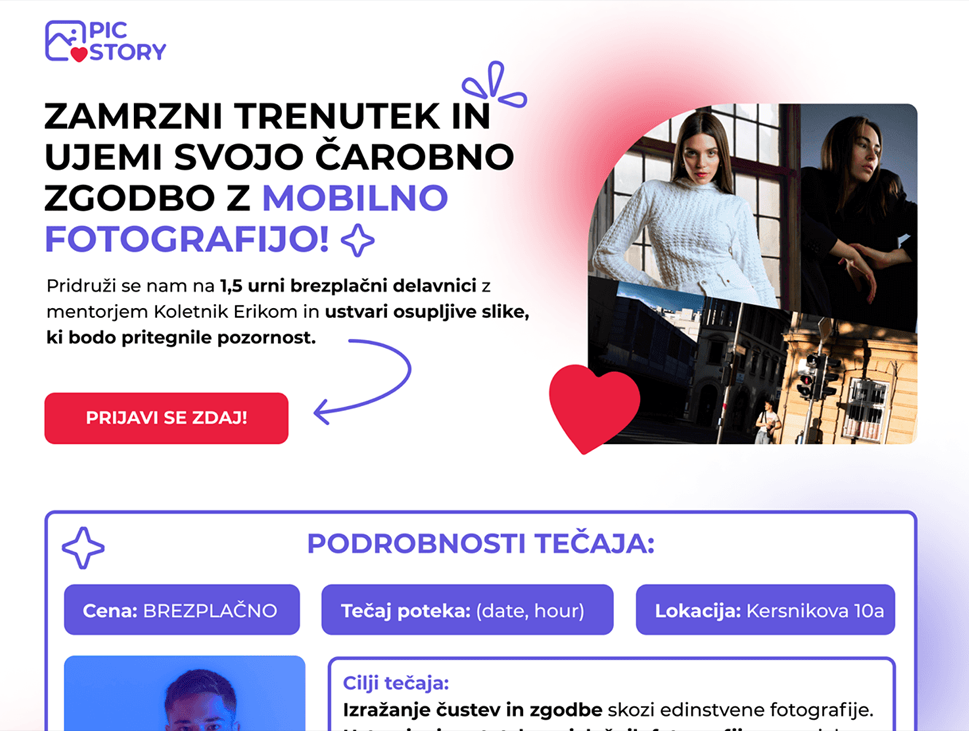 PIC
STORY
ZAMRZNI TRENUTEK IN
UJEMI SVOJO ČAROBNO
ZGODBO Z MOBILNO
FOTOGRAFIJO!
Pridruži se nam na 1,5 urni brezplačni delavnici z
mentorjem Koletnik Erikom in ustvari osupljive slike,
ki bodo pritegnile pozornost.
PRIJAVI SE ZDAJ!
PODROBNOSTI TEČAJA:
Cena: BREZPLAČNO
Tečaj poteka: (date, hour)
Lokacija: Kersnikova 10a
Cilji tečaja:
Izražanje čustev in zgodbe skozi edinstvene fotografije.